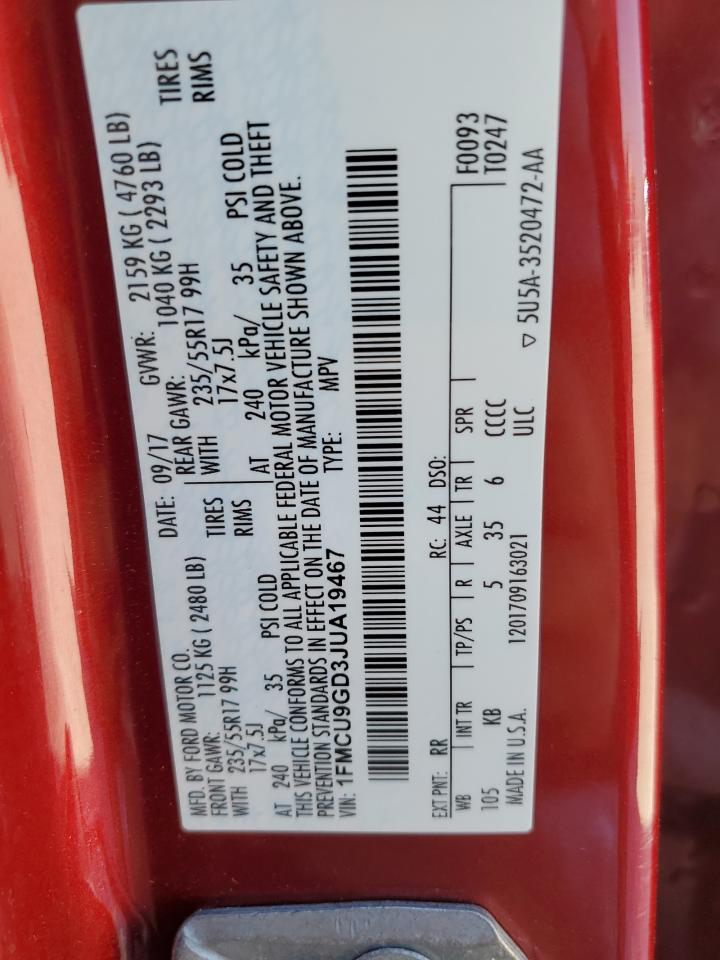 MFD. BY FORD MOTOR CO.
DATE: 09/17 GVWR: 2159 KG ( 4760 LB)
FRONT GAWR: 1125 KG ( 2480 LB) REAR GAWR: 1040 KG ( 2293 LB)
WITH 235/55R17 99H TIRES WITH 235/55R17 99H TIRES
17x7.5J RIMS 17x7.5J RIMS
AT 240 kPa/ 35 PSI COLD AT 240 kPa/ 35 PSI COLD
THIS VEHICLE CONFORMS TO ALL APPLICABLE FEDERAL MOTOR VEHICLE SAFETY AND THEFT
PREVENTION STANDARDS IN EFFECT ON THE DATE OF MANUFACTURE SHOWN ABOVE.
VIN: 1FMCU9GD3JUA19467 TYPE: MPV
EXT PNT: RR RC: 44 DSO: F0093
WB INT TR TP/PS R AXLE TR SPR T0247
105 KB 5 35 6 CCCC
MADE IN U.S.A. 1201709163021 ULC ▽ 5U5A-3520472-AA